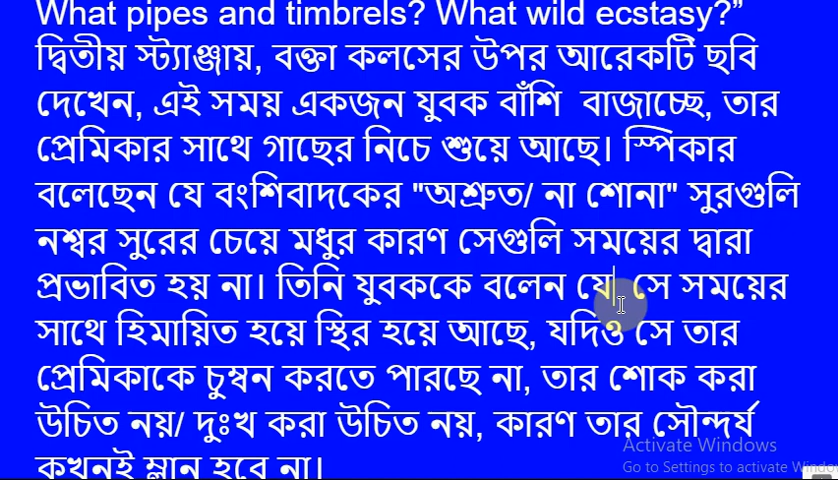 What pipes and timbrels? What wild ecstasy?”
দ্বিতীয় স্ট্যাঞ্জায়, বক্তা কলসের উপর আরেকটি ছবি
দেখেন, এই সময় একজন যুবক বাঁশি বাজাচ্ছে, তার
প্রেমিকার সাথে গাছের নিচে শুয়ে আছে। স্পিকার
বলেছেন যে বংশিবাদকের "অশ্রুত/ না শোনা" সুরগুলি
নশ্বর সুরের চেয়ে মধুর কারণ সেগুলি সময়ের দ্বারা
প্রভাবিত হয় না। তিনি যুবককে বলেন যে সে সময়ের
সাথে হিমায়িত হয়ে স্থির হয়ে আছে, যদিও সে তার
প্রেমিকাকে চুম্বন করতে পারছে না, তার শোক করা
উচিত নয়/ দুঃখ করা উচিত নয়, কারণ তার সৌন্দর্য
কখনই ম্লান হবে না।
Activate Windows
Go to Settings to activate Windo